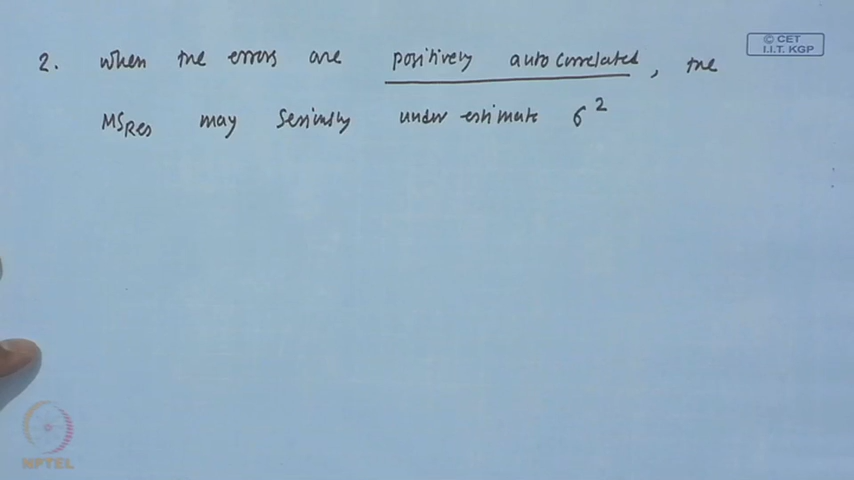 © CET
I.I.T. KGP
2. When the errors are positively autocorrelated, the
MSRes may seriously under estimate σ²
NPTEL